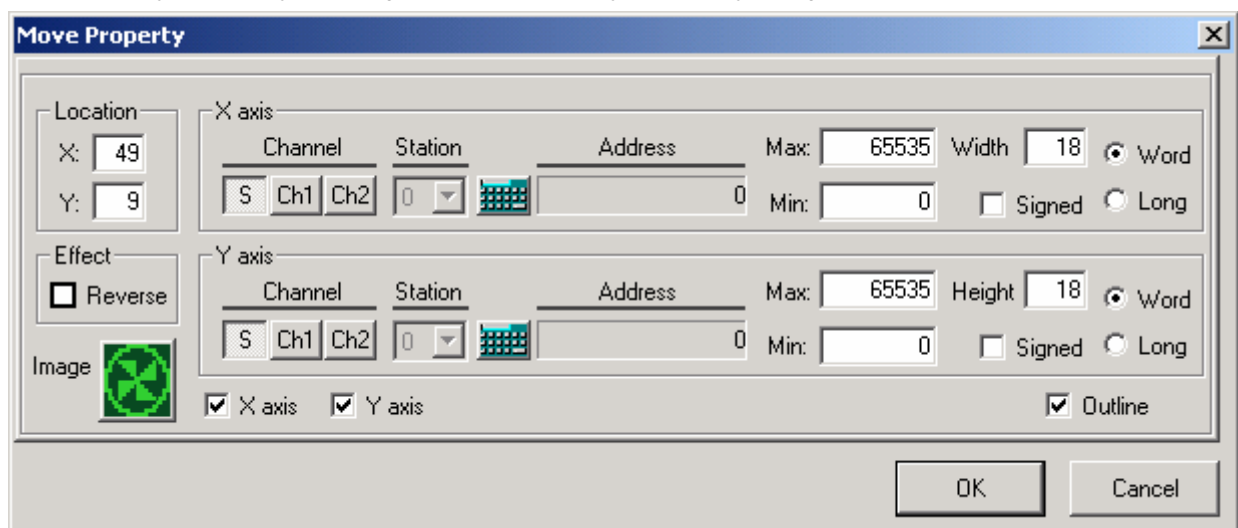 Move Property
Location
X: 49
Y: 9
X axis
Channel Station Address Max: 65535 Width 18 Word
S Ch1 Ch2 0 0 Min: 0 Signed Long
Effect
Reverse
Y axis
Channel Station Address Max: 65535 Height 18 Word
S Ch1 Ch2 0 0 Min: 0 Signed Long
Image
X axis Y axis Outline
OK Cancel